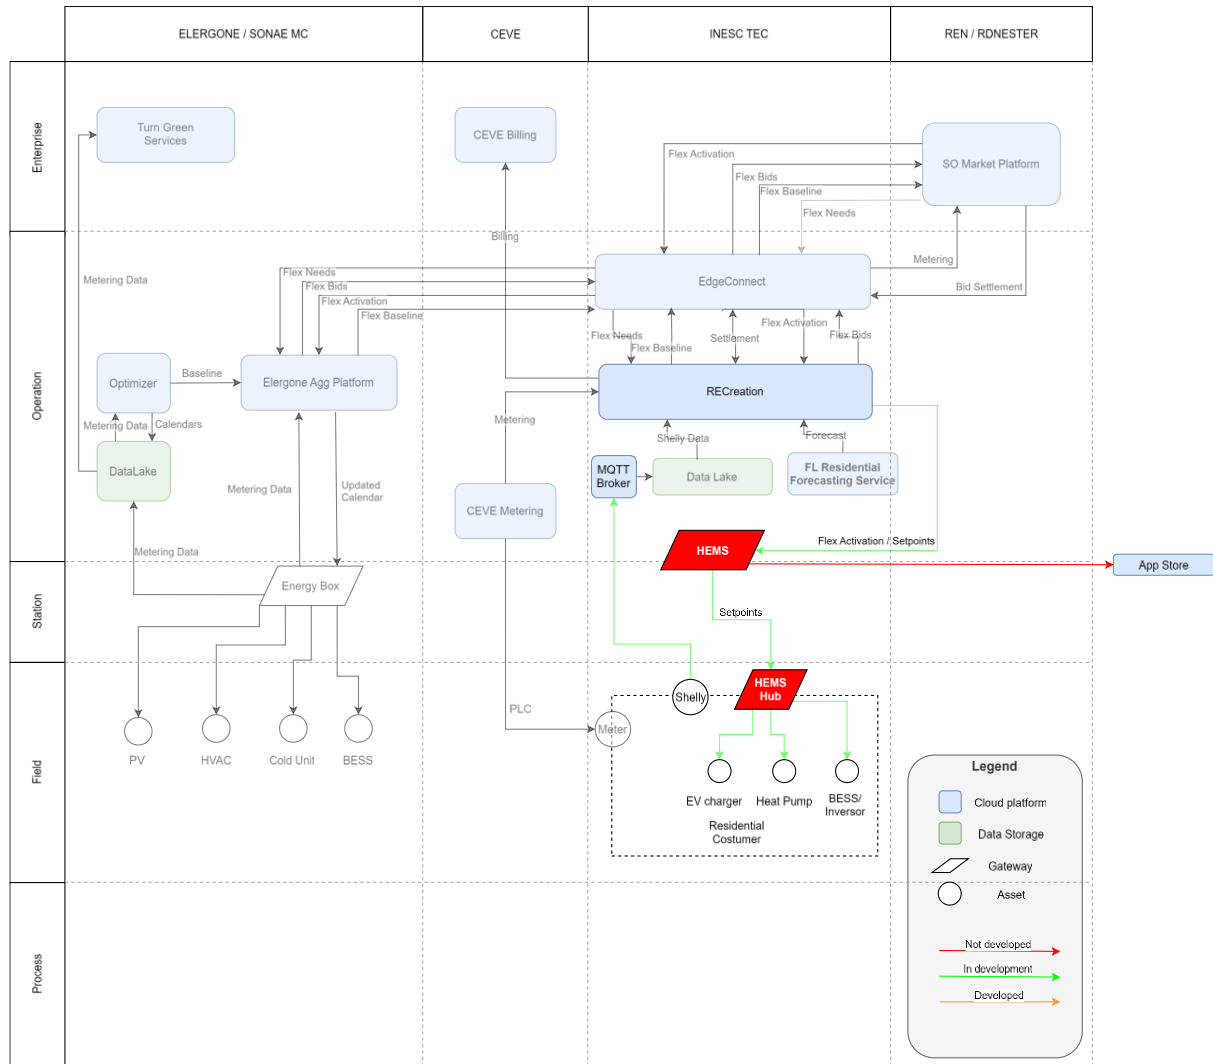 ELERGONE / SONAE MC
CEVE
INESC TEC
REN / RDNESTER
Enterprise
Turn Green
Services
CEVE Billing
SO Market Platform
Flex Activation
Flex Bids
Flex Baseline
Flex Needs
Billing
Operation
Metering Data
Flex Needs
Flex Bids
Flex Activation
Flex Baseline
EdgeConnect
Metering
Bid Settlement
Flex Needs
Flex Baseline
Settlement
Flex Activation
Flex Bids
Optimizer
Baseline
Elergone Agg Platform
RECreation
Metering Data
Calendars
Metering
Shelly Data
Forecast
DataLake
Metering Data
Updated
Calendar
MQTT
Broker
Data Lake
FL Residential
Forecasting Service
CEVE Metering
Metering Data
HEMS
Flex Activation / Setpoints
App Store
Station
Energy Box
Setpoints
Field
HEMS
Hub
Shelly
PLC
Meter
PV
HVAC
Cold Unit
BESS
EV charger
Heat Pump
BESS/
Inversor
Residential
Costumer
Legend
Cloud platform
Data Storage
Gateway
Asset
Not developed
In development
Developed
Process